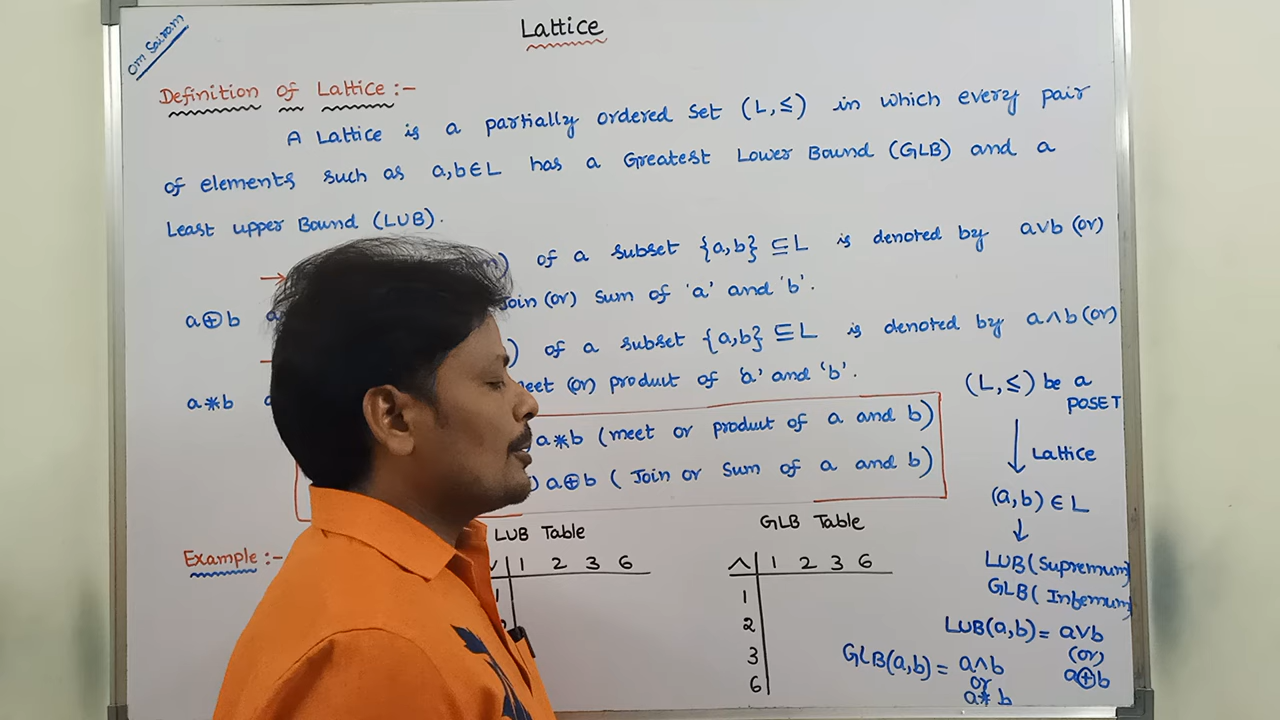 Om Sairam
Lattice
Definition of Lattice :-
A Lattice is a partially ordered set (L,≤) in which every pair
of elements such as a,b∈L has a Greatest Lower Bound (GLB) and a
Least upper Bound (LUB).
→ of a subset {a,b} ⊆ L is denoted by a∨b (or)
a⊕b Join (or) sum of 'a' and 'b'.
) of a subset {a,b} ⊆ L is denoted by a∧b (or)
a*b meet (or) product of 'a' and 'b'.
a*b (meet or product of a and b)
) a⊕b ( Join or Sum of a and b)
(L,≤) be a
POSET
↓ Lattice
(a,b) ∈ L
↓
LUB (Supremum)
GLB ( Infemum)
LUB(a,b) = a∨b
(or)
a⊕b
GLB(a,b) = a∧b
or
a*b
Example :-
LUB Table
∨ 1 2 3 6
1
2
GLB Table
∧ 1 2 3 6
1
2
3
6